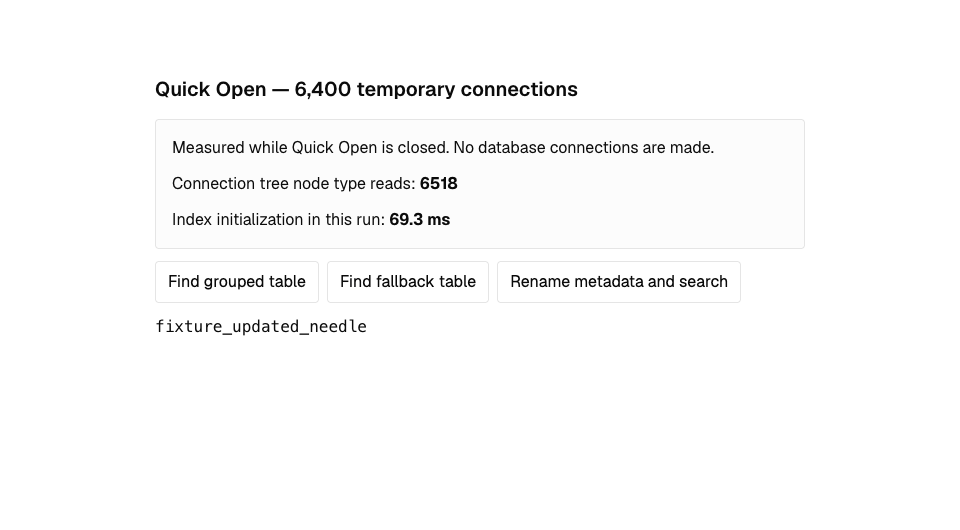 Quick Open — 6,400 temporary connections
Measured while Quick Open is closed. No database connections are made.
Connection tree node type reads: 6518
Index initialization in this run: 69.3 ms
Find grouped table
Find fallback table
Rename metadata and search
fixture_updated_needle